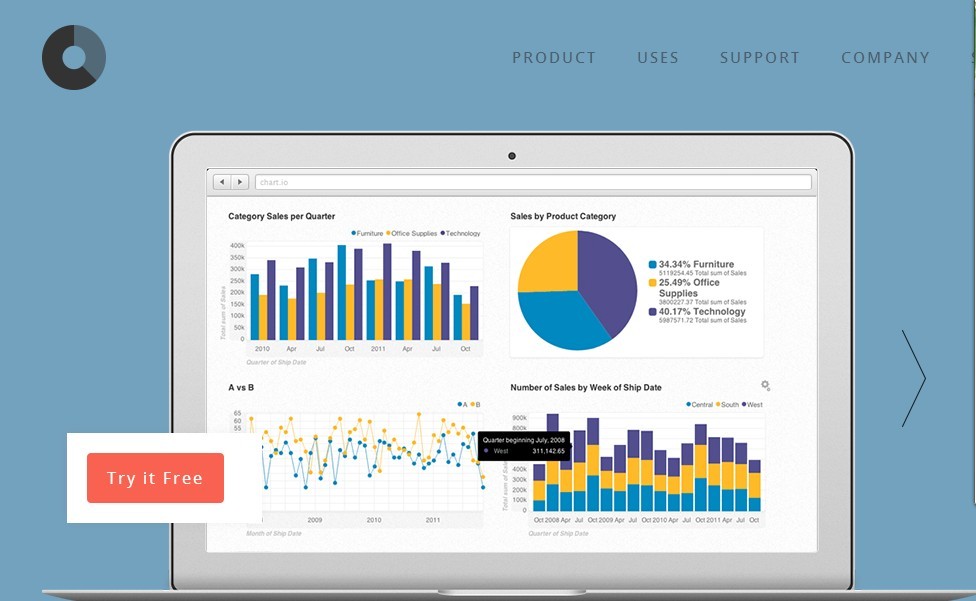 PRODUCT USES SUPPORT COMPANY
chart.io
Category Sales per Quarter
Furniture Office Supplies Technology
400k
350k
300k
250k
200k
150k
100k
50k
0k
Total sum of Sales
2010 Apr Jul Oct 2011 Apr Jul Oct
Quarter of Ship Date
Sales by Product Category
34.34% Furniture
5119254.45 Total sum of Sales
25.49% Office
Supplies
3800227.37 Total sum of Sales
40.17% Technology
5987571.72 Total sum of Sales
A vs B
A B
65
60
55
2009 2010 2011
Month of Ship Date
Number of Sales by Week of Ship Date
Central South West
900k
800k
Quarter beginning July, 2008
West 311,142.65
400k
300k
200k
100k
0k
Total sum of Sales
Oct 2008 Apr Jul Oct 2009 Apr Jul Oct 2010 Apr Jul Oct 2011 Apr Jul Oct
Quarter of Ship Date
Try it Free